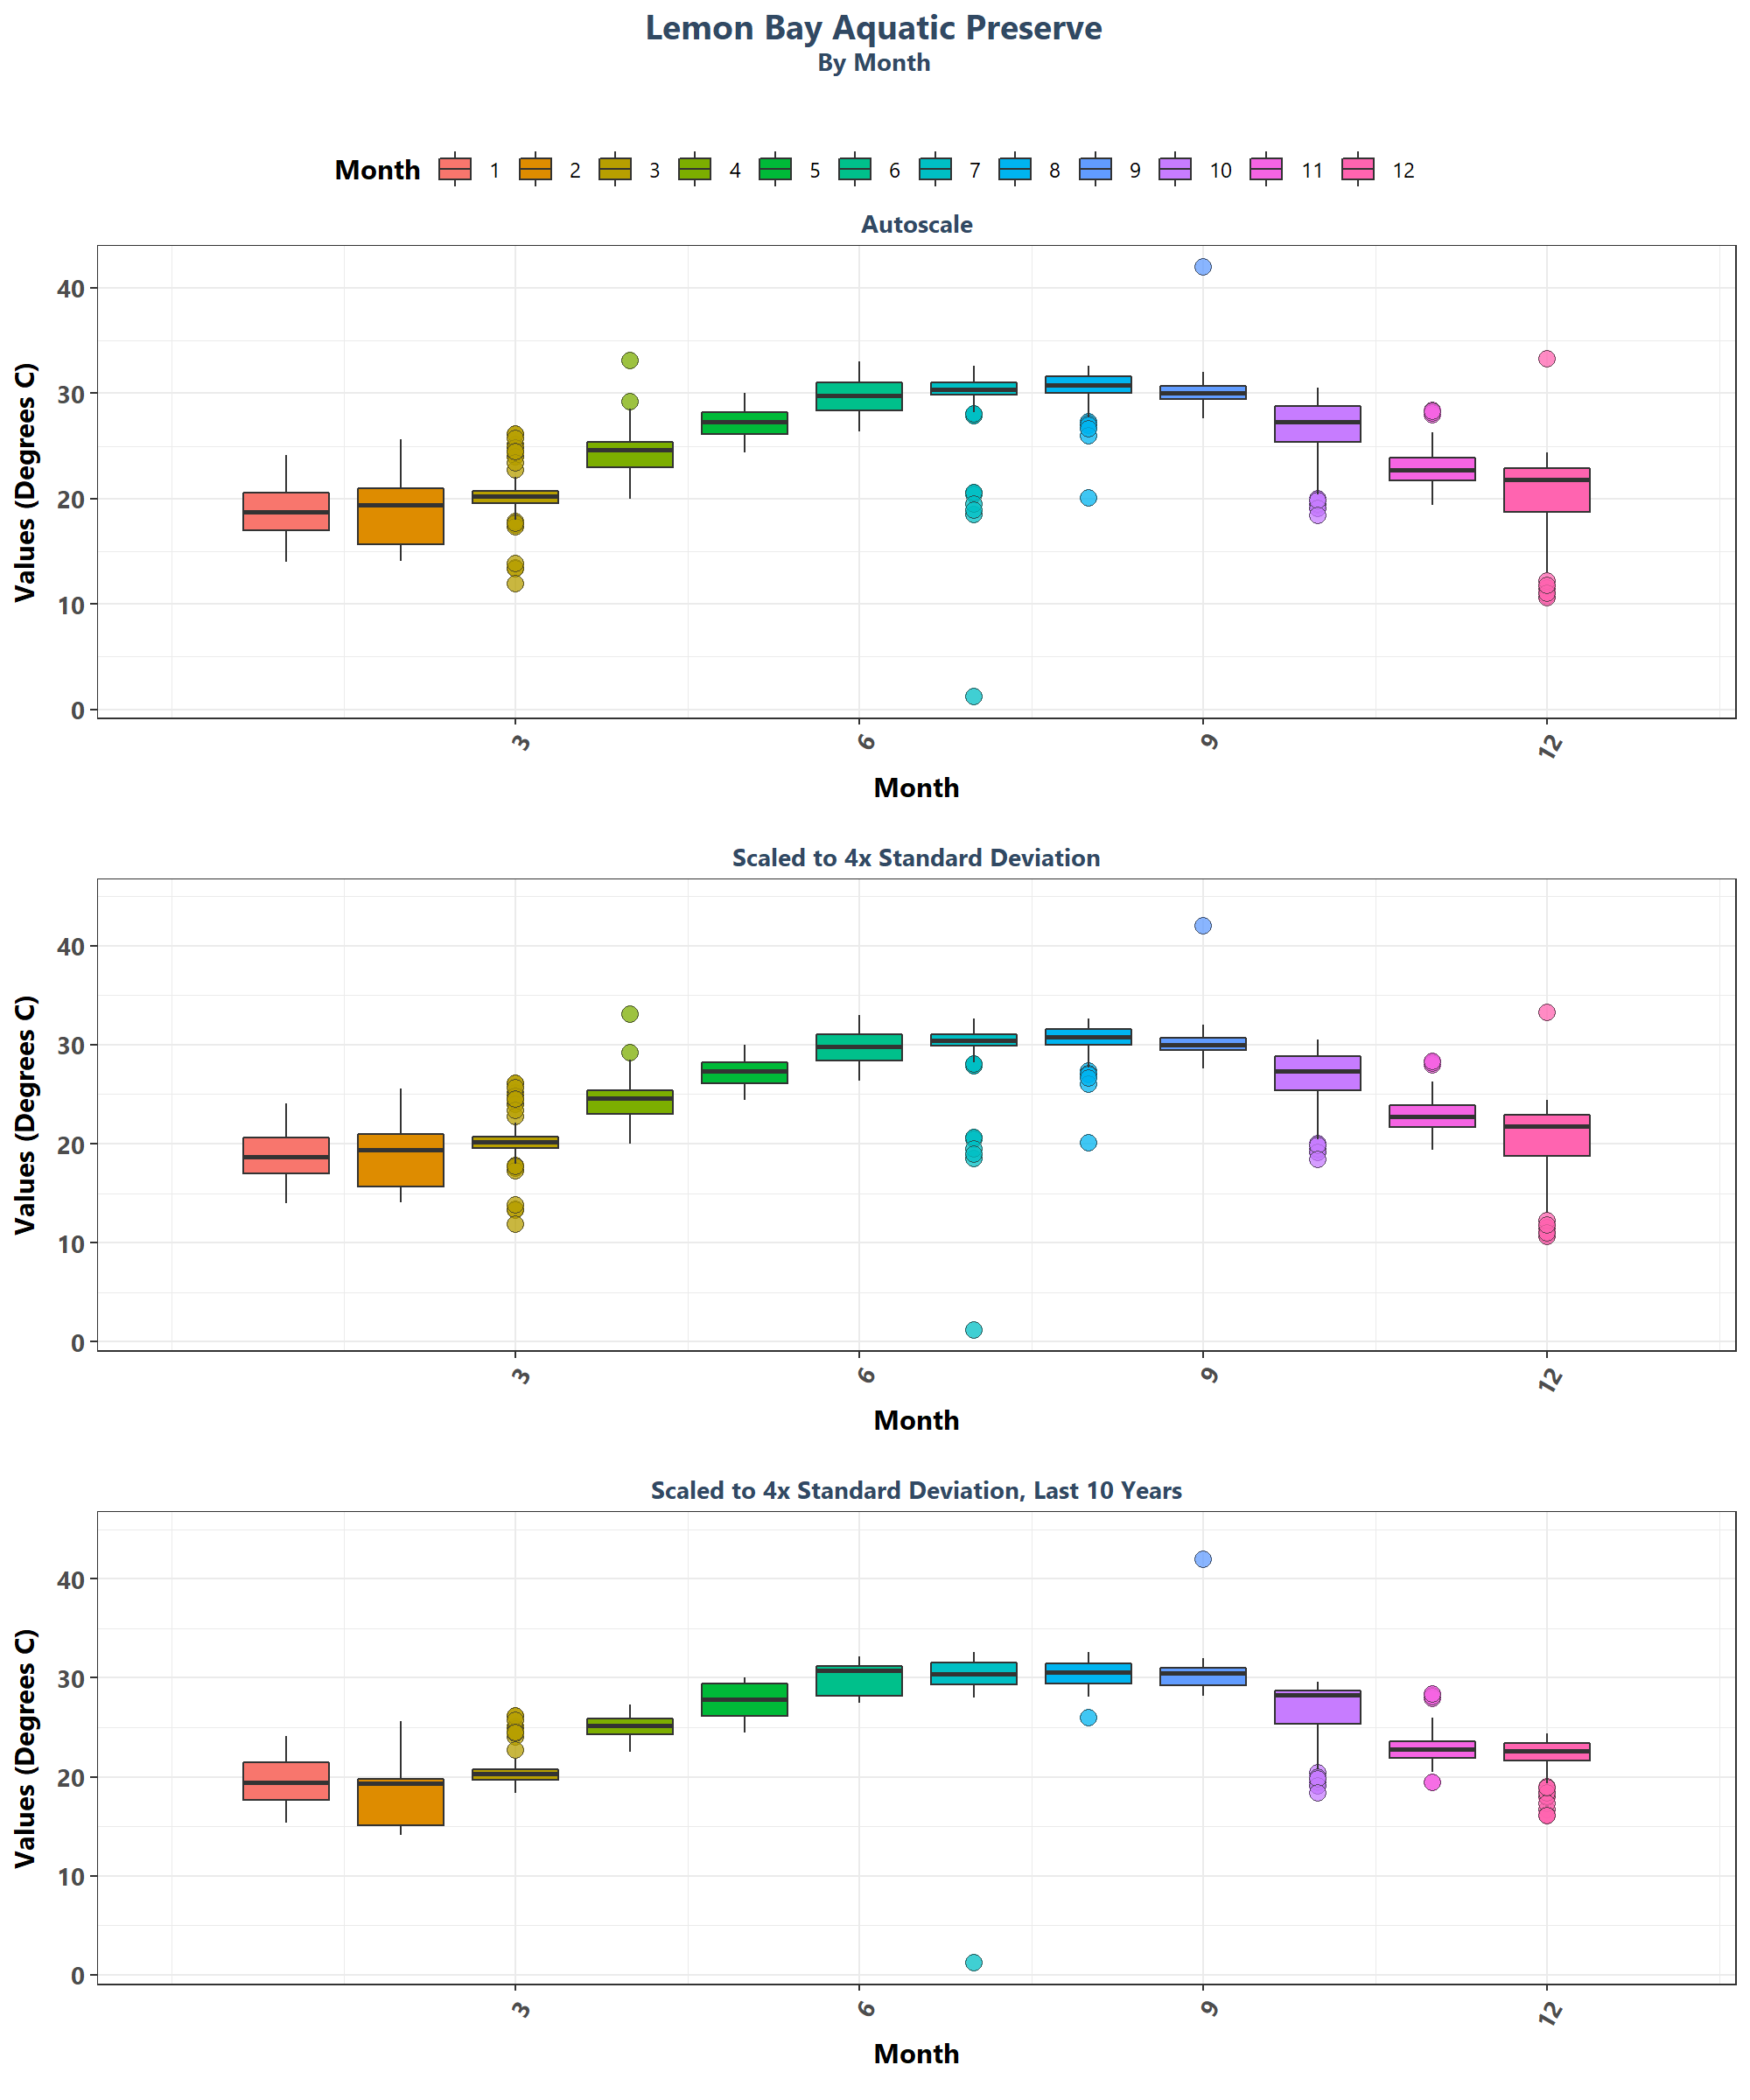 Lemon Bay Aquatic Preserve
By Month
Month 1 2 3 4 5 6 7 8 9 10 11 12
Autoscale
Values (Degrees C)
40
30
20
10
0
3 6 9 12
Month
Scaled to 4x Standard Deviation
Values (Degrees C)
40
30
20
10
0
3 6 9 12
Month
Scaled to 4x Standard Deviation, Last 10 Years
Values (Degrees C)
40
30
20
10
0
3 6 9 12
Month